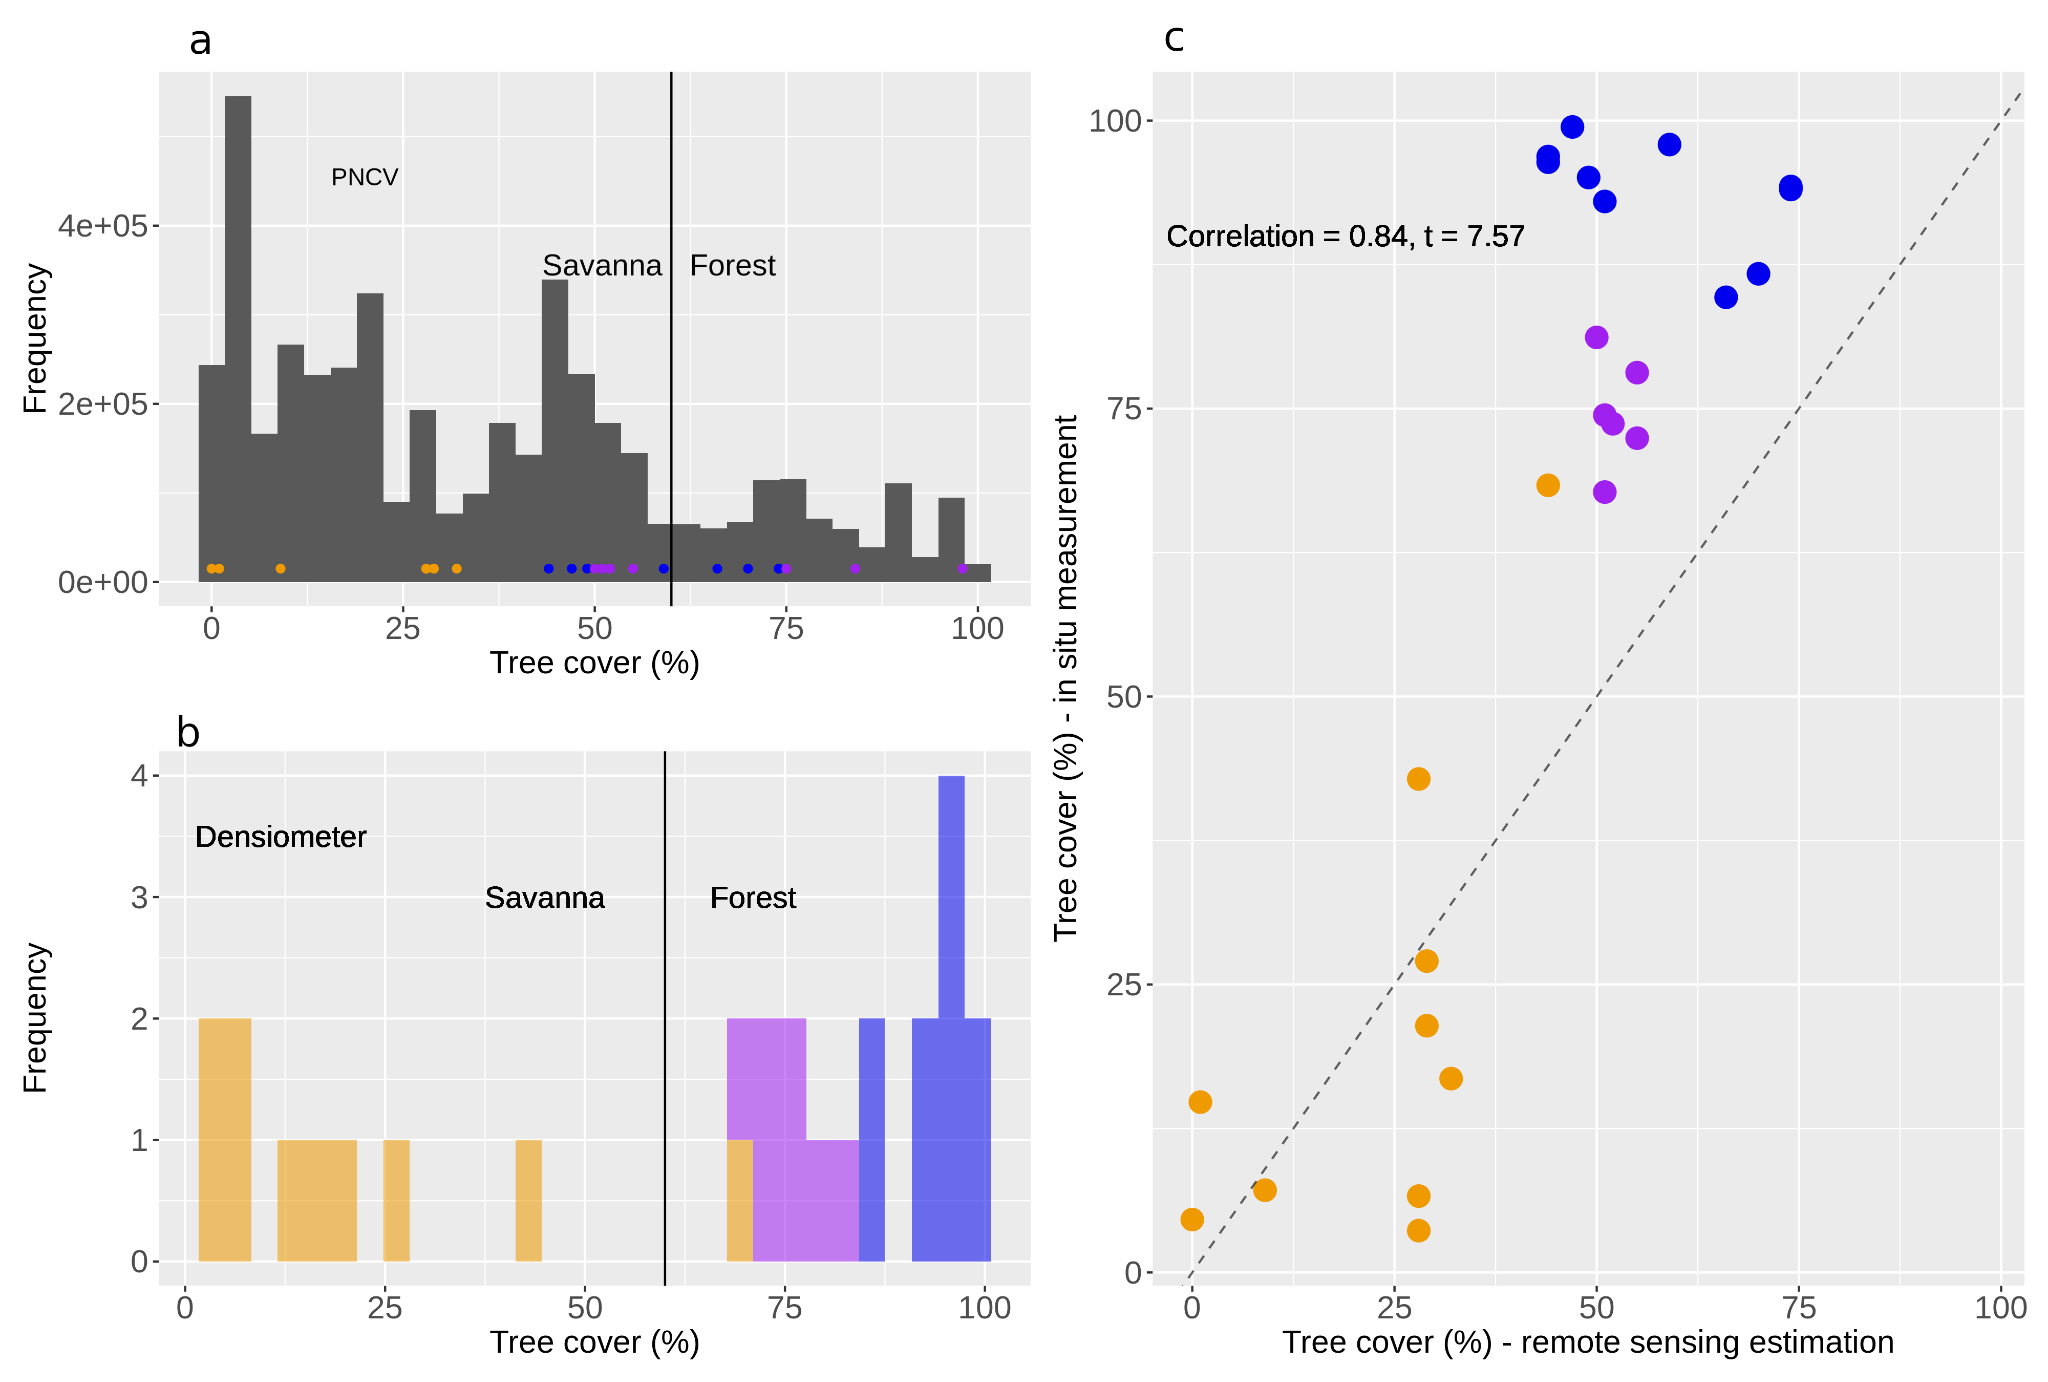 a
PNCV
Savanna
Forest
4e+05
2e+05
0e+00
Frequency
0
25
50
75
100
Tree cover (%)
b
Densiometer
Savanna
Forest
4
3
2
1
0
Frequency
0
25
50
75
100
Tree cover (%)
c
Correlation = 0.84, t = 7.57
100
75
50
25
0
Tree cover (%) - in situ measurement
0
25
50
75
100
Tree cover (%) - remote sensing estimation